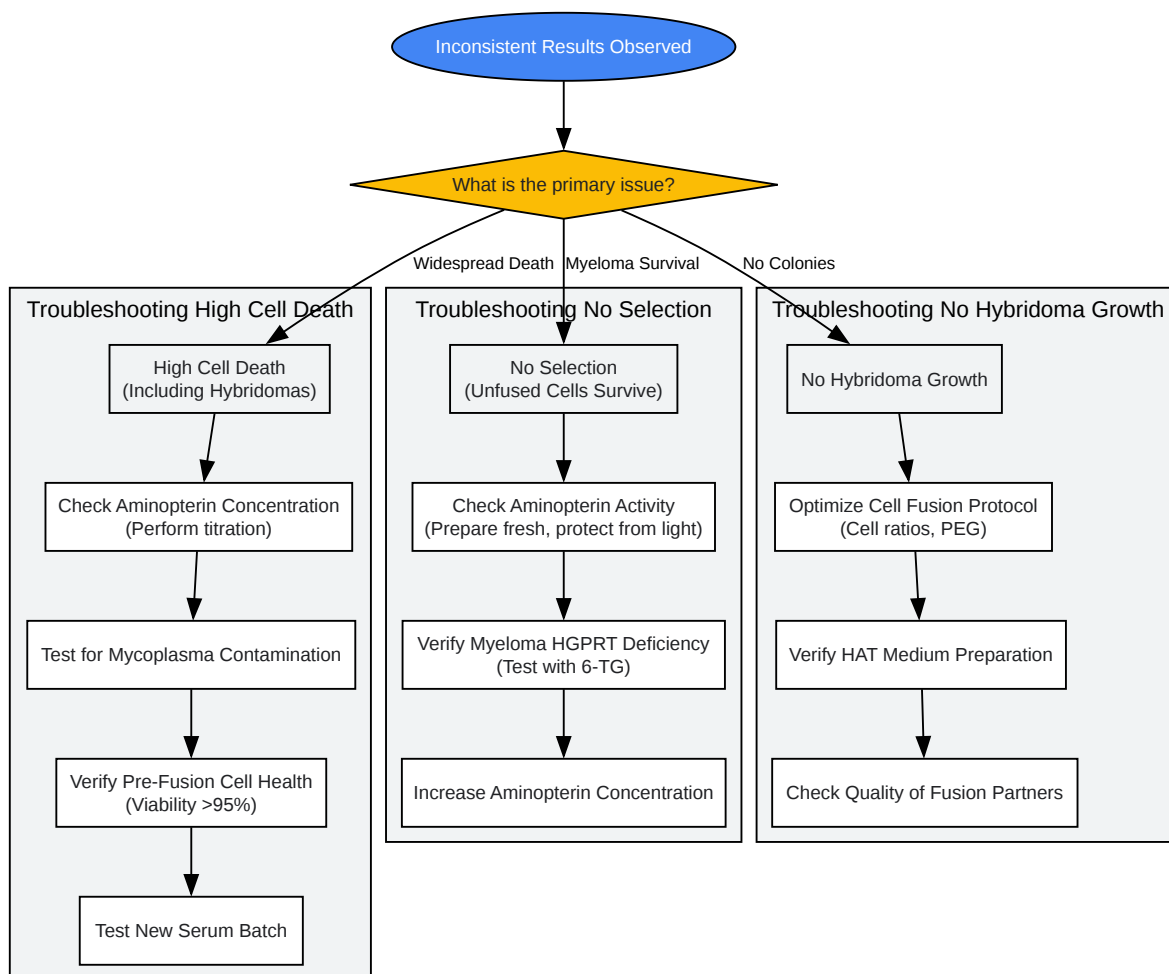 Inconsistent Results Observed
What is the primary issue?
Widespread Death
Myeloma Survival
No Colonies
Troubleshooting High Cell Death
High Cell Death
(Including Hybridomas)
Check Aminopterin Concentration
(Perform titration)
Test for Mycoplasma Contamination
Verify Pre-Fusion Cell Health
(Viability >95%)
Test New Serum Batch
Troubleshooting No Selection
No Selection
(Unfused Cells Survive)
Check Aminopterin Activity
(Prepare fresh, protect from light)
Verify Myeloma HGPRT Deficiency
(Test with 6-TG)
Increase Aminopterin Concentration
Troubleshooting No Hybridoma Growth
No Hybridoma Growth
Optimize Cell Fusion Protocol
(Cell ratios, PEG)
Verify HAT Medium Preparation
Check Quality of Fusion Partners